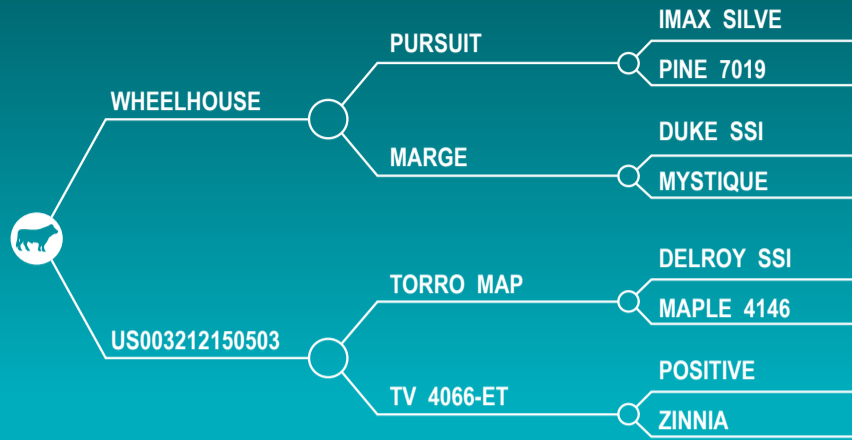 IMAX SILVE
PURSUIT
PINE 7019
WHEELHOUSE
DUKE SSI
MARGE
MYSTIQUE
DELROY SSI
TORRO MAP
MAPLE 4146
US003212150503
POSITIVE
TV 4066-ET
ZINNIA